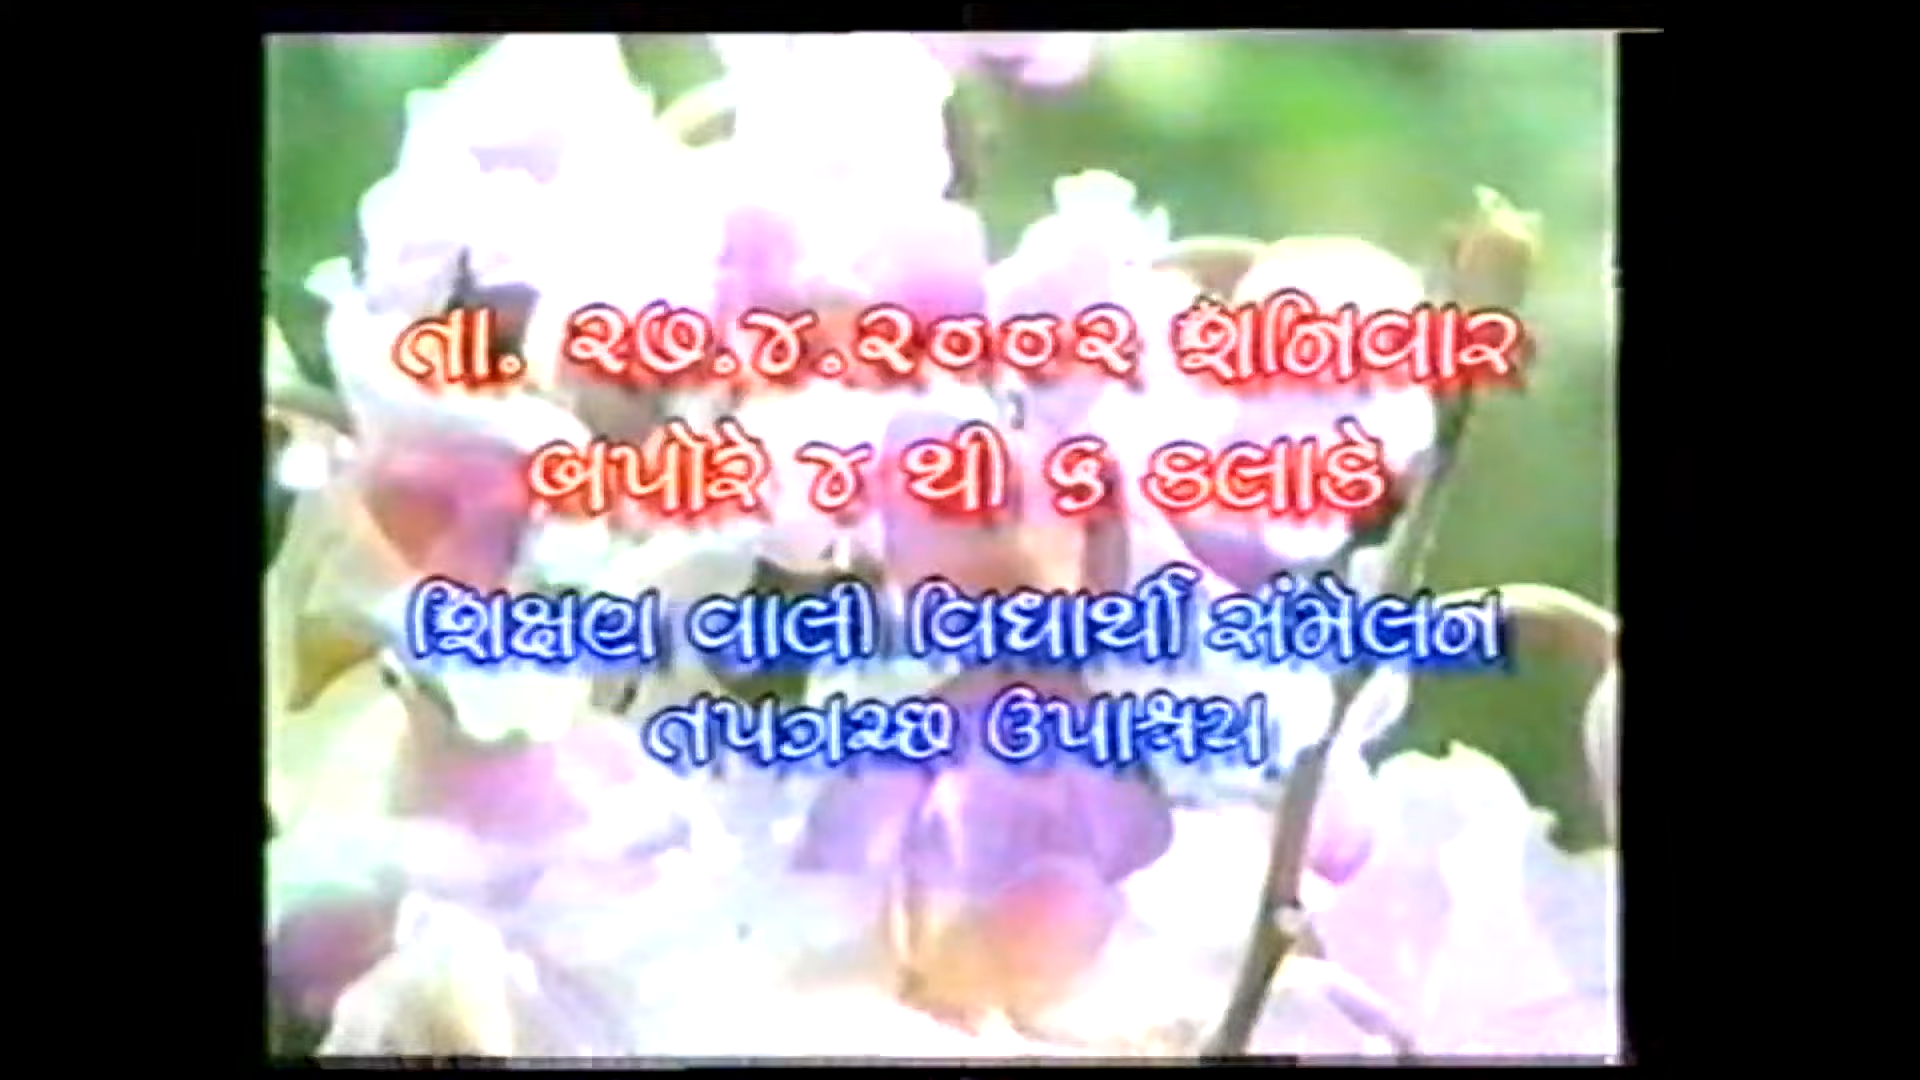 તા. ૨૭.૪.૨૦૦૨ શનિવાર
બપોરે ૪ થી ૬ કલાકે
શિક્ષણ વાલી વિધાર્થી સંમેલન
તપગચ્છ ઉપાશ્રય